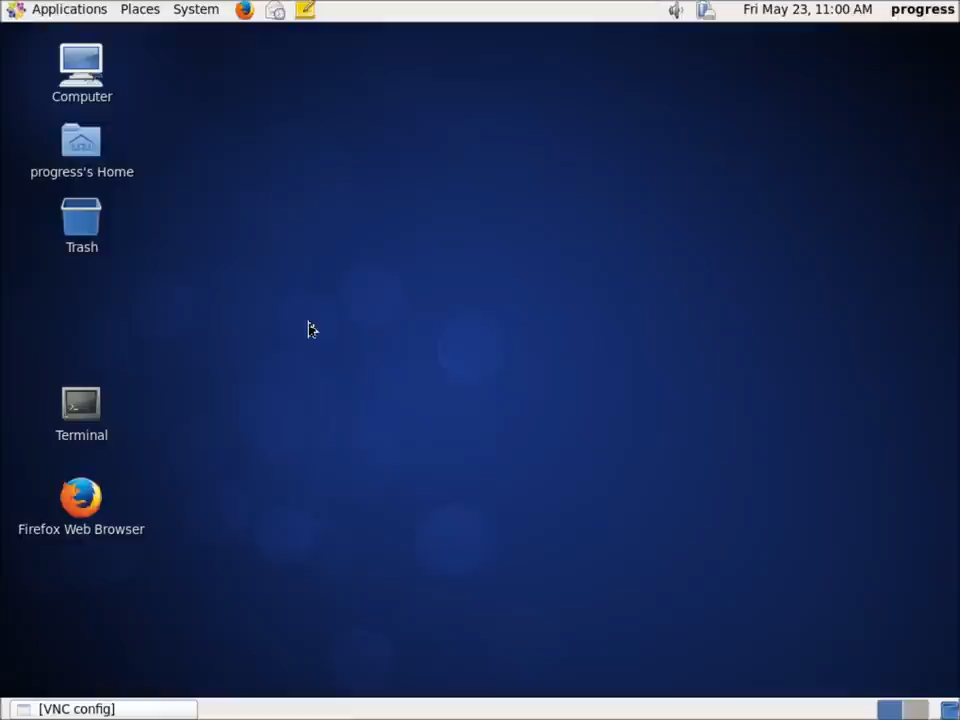 Applications Places System Fri May 23, 11:00 AM progress
Computer
progress's Home
Trash
Terminal
Firefox Web Browser
[VNC config]